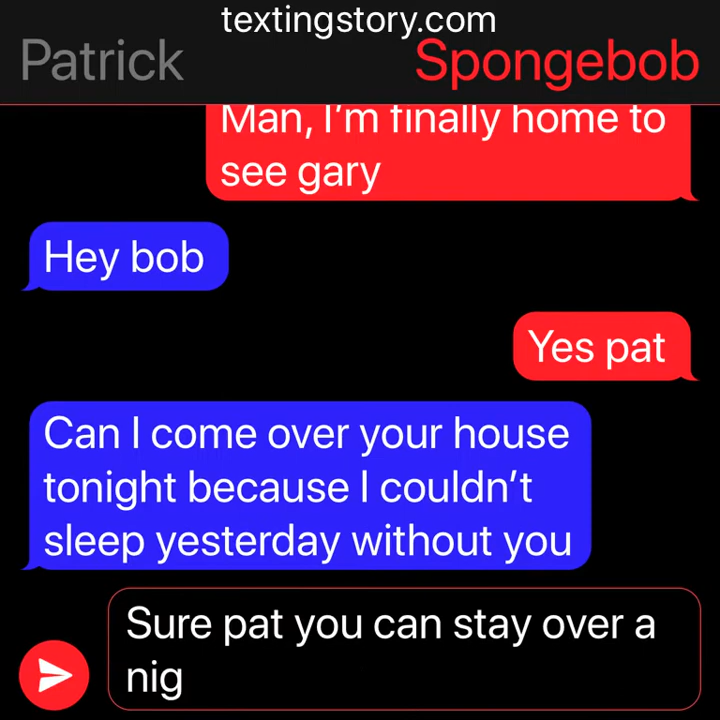 textingstory.com
Patrick
Spongebob
Man, I'm finally home to
see gary
Hey bob
Yes pat
Can I come over your house
tonight because I couldn't
sleep yesterday without you
Sure pat you can stay over a
nig